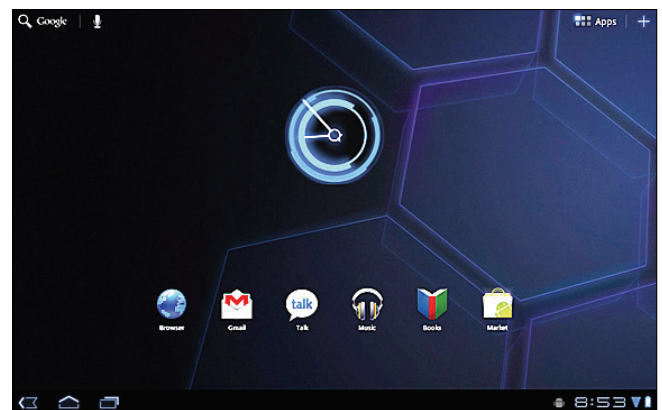 Google
Apps
Browser
Gmail
talk
Talk
Music
Books
Market
8:53